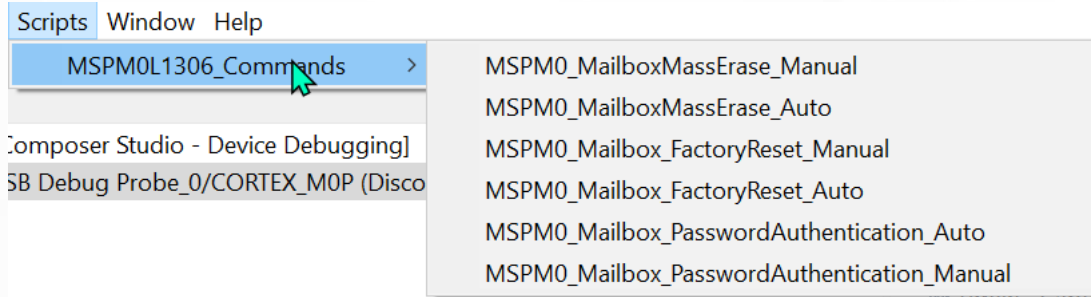 Scripts Window Help
MSPM0L1306_Commands >
MSPM0_MailboxMassErase_Manual
MSPM0_MailboxMassErase_Auto
MSPM0_Mailbox_FactoryReset_Manual
MSPM0_Mailbox_FactoryReset_Auto
MSPM0_Mailbox_PasswordAuthentication_Auto
MSPM0_Mailbox_PasswordAuthentication_Manual
Composer Studio - Device Debugging]
SB Debug Probe_0/CORTEX_M0P (Disco